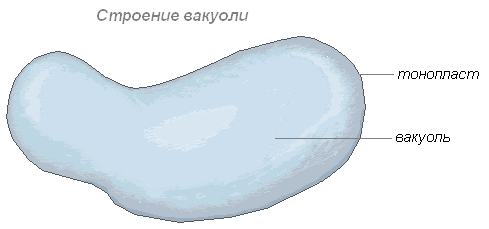 Строение вакуоли
тонопласт
вакуоль